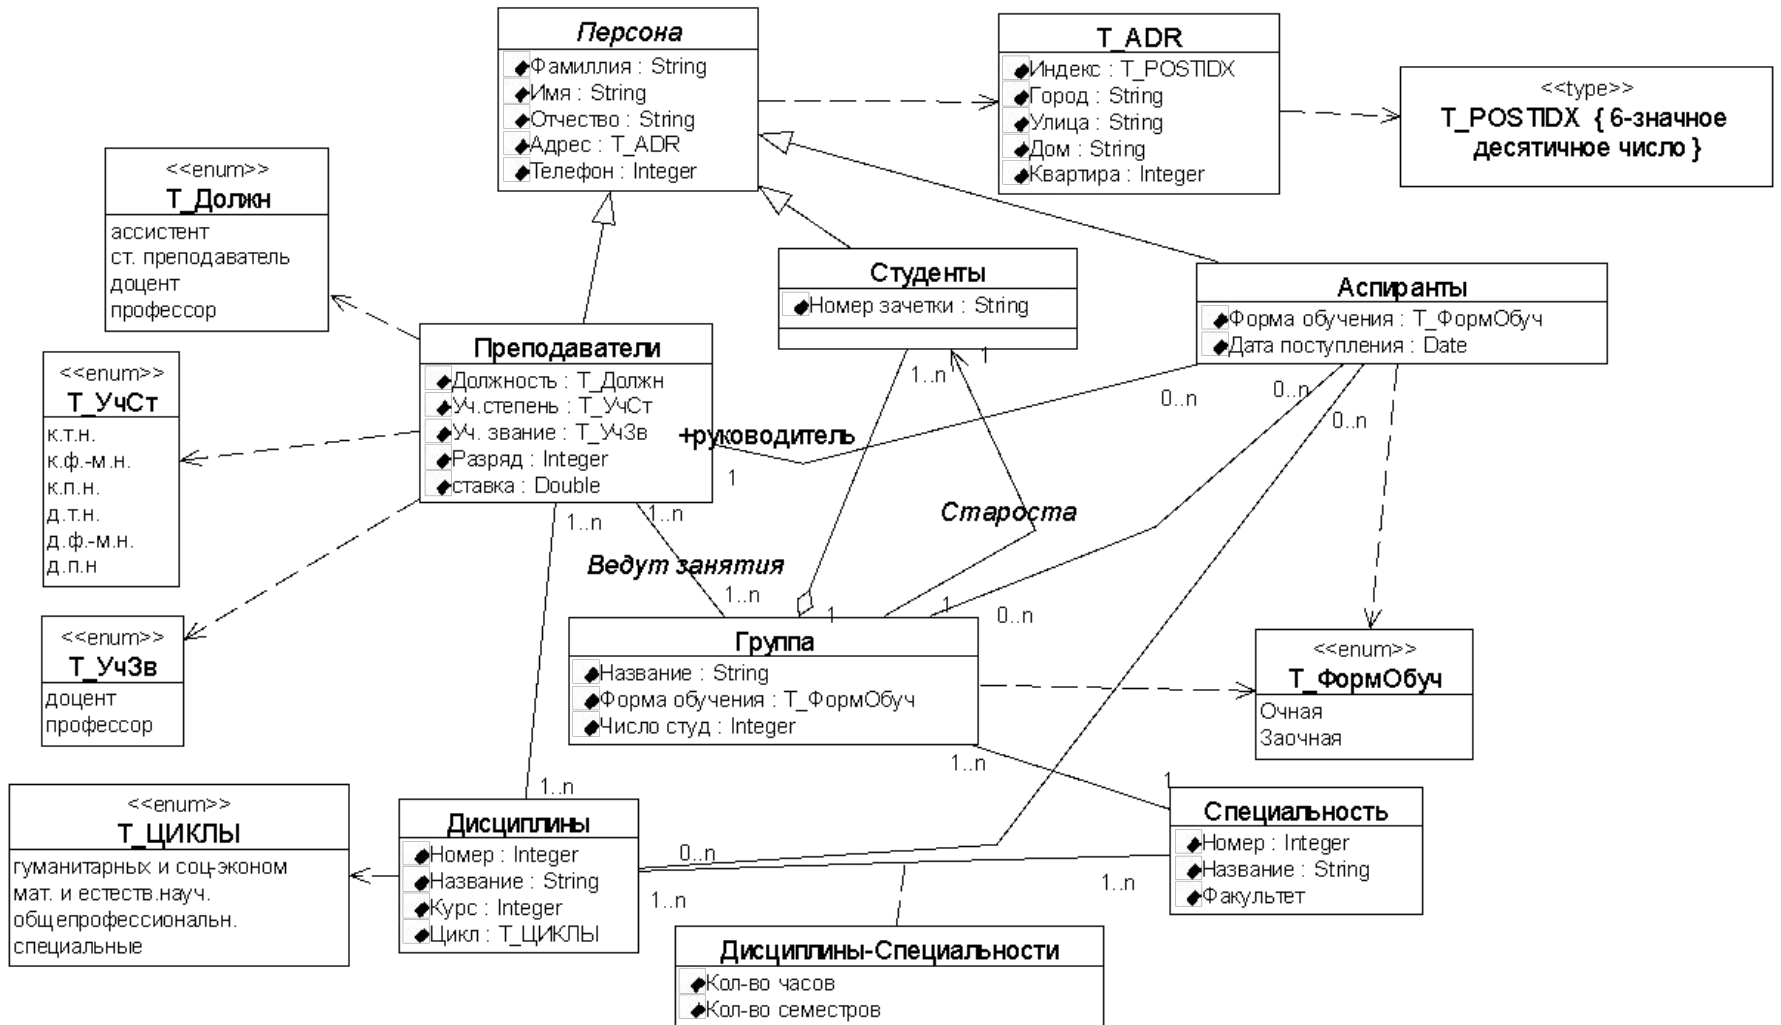 Персона
Фамиллия : String
Имя : String
Отчество : String
Адрес : T_ADR
Телефон : Integer
T_ADR
Индекс : T_POSTIDX
Город : String
Улица : String
Дом : String
Квартира : Integer
<<type>>
T_POSTIDX { 6-значное
десятичное число }
<<enum>>
Т_Должн
ассистент
ст. преподаватель
доцент
профессор
Студенты
Номер зачетки : String
Аспиранты
Форма обучения : Т_ФормОбуч
Дата поступления : Date
Преподаватели
Должность : Т_Должн
Уч.степень : Т_УчСт
Уч. звание : Т_УчЗв
Разряд : Integer
ставка : Double
<<enum>>
Т_УчСт
к.т.н.
к.ф.-м.н.
к.п.н.
д.т.н.
д.ф.-м.н.
д.п.н
1..n
1
0..n
0..n
0..n
+руководитель
1
Староста
1..n
1..n
Ведут занятия
1..n
1
1
0..n
<<enum>>
Т_УчЗв
доцент
профессор
Группа
Название : String
Форма обучения : Т_ФормОбуч
Число студ : Integer
<<enum>>
Т_ФормОбуч
Очная
Заочная
1..n
1..n
1
<<enum>>
Т_ЦИКЛЫ
гуманитарных и соц-эконом
мат. и естеств.науч.
общепрофессиональн.
специальные
Дисциплины
Номер : Integer
Название : String
Курс : Integer
Цикл : Т_ЦИКЛЫ
0..n
1..n
1..n
Специальность
Номер : Integer
Название : String
Факультет
Дисциплины-Специальности
Кол-во часов
Кол-во семестров